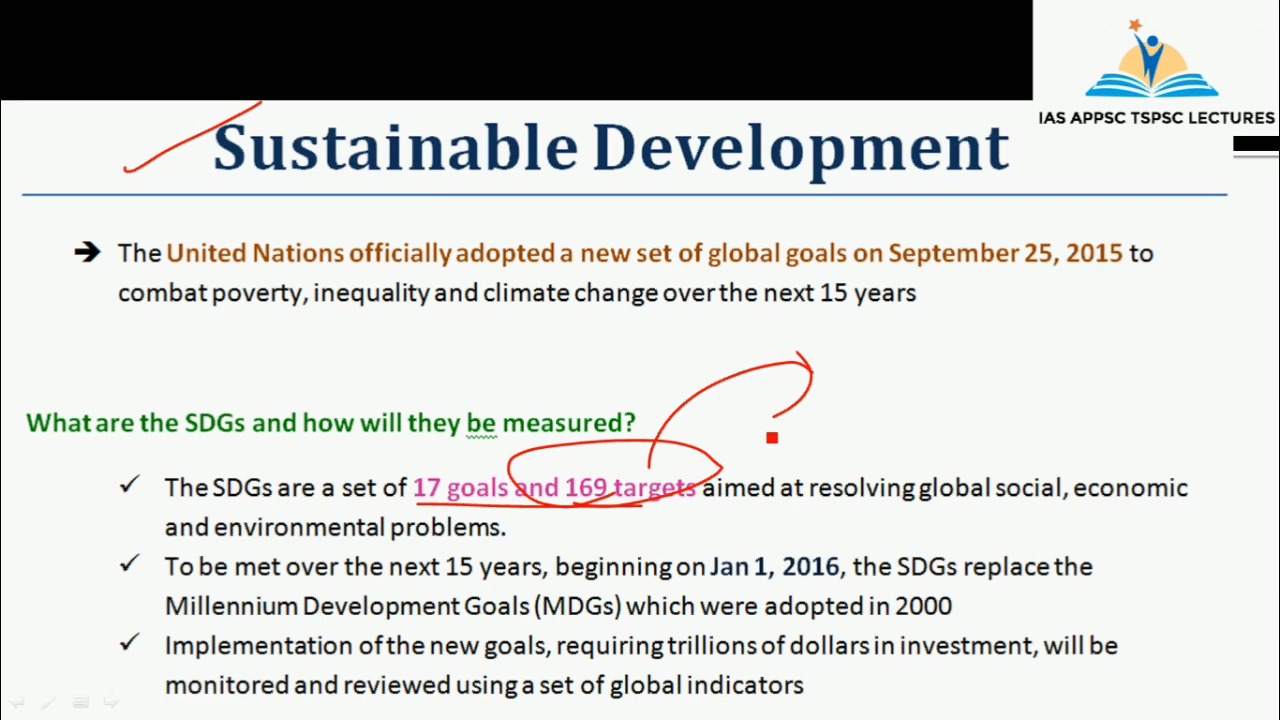 IAS APPSC TSPSC LECTURES
Sustainable Development
The United Nations officially adopted a new set of global goals on September 25, 2015 to
combat poverty, inequality and climate change over the next 15 years
What are the SDGs and how will they be measured?
The SDGs are a set of 17 goals and 169 targets aimed at resolving global social, economic
and environmental problems.
To be met over the next 15 years, beginning on Jan 1, 2016, the SDGs replace the
Millennium Development Goals (MDGs) which were adopted in 2000
Implementation of the new goals, requiring trillions of dollars in investment, will be
monitored and reviewed using a set of global indicators